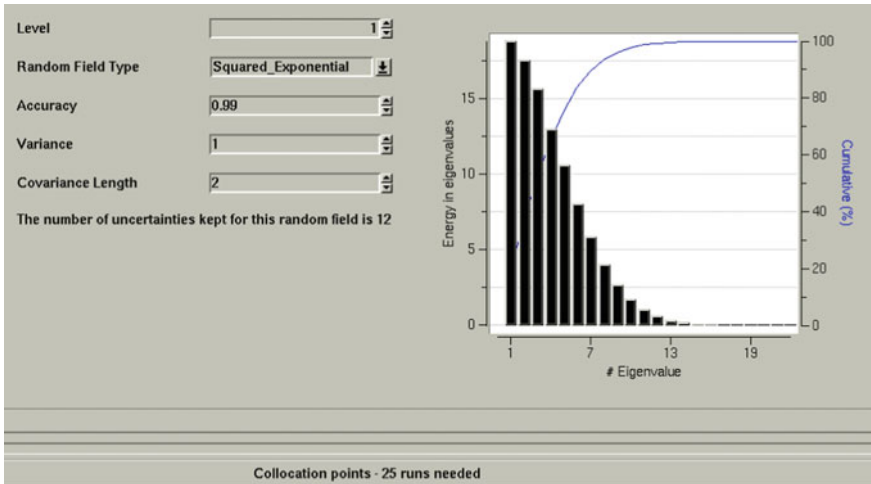 Level 1
Random Field Type Squared_Exponential
Accuracy 0.99
Variance 1
Covariance Length 2
The number of uncertainties kept for this random field is 12
Energy in eigenvalues
15
10
5
0
100
80
60
40
20
0
Cumulative (%)
1 7 13 19
# Eigenvalue
Collocation points - 25 runs needed